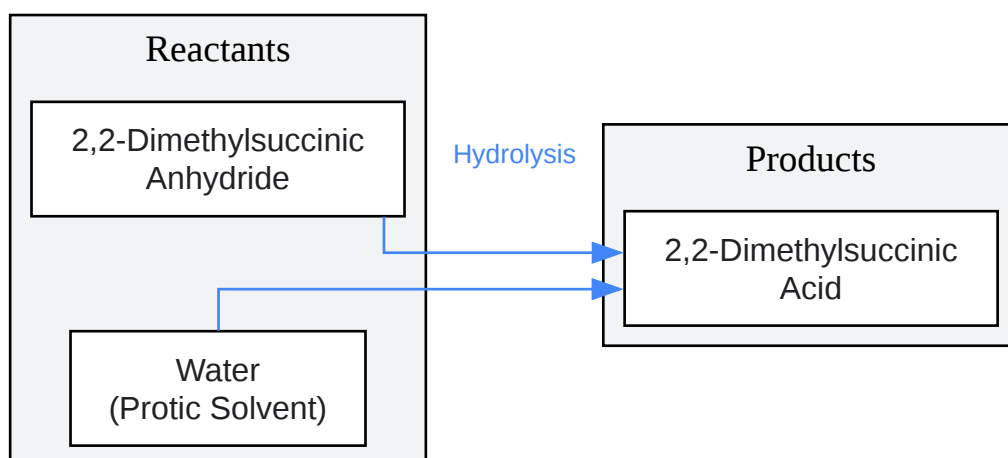 Reactants
2,2-Dimethylsuccinic
Anhydride
Hydrolysis
Water
(Protic Solvent)
Products
2,2-Dimethylsuccinic
Acid